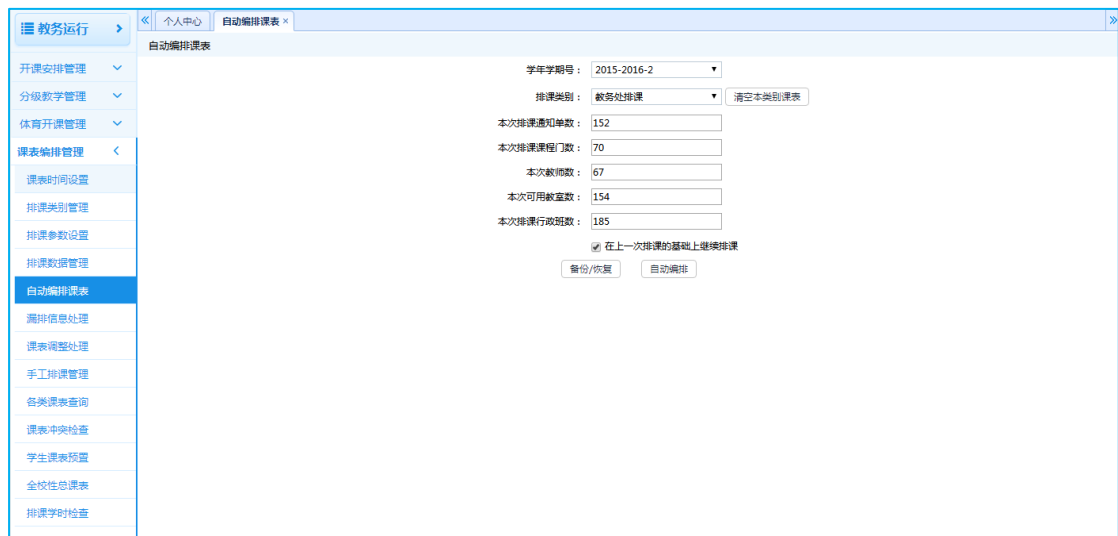 教务运行
个人中心 自动编排课表 ×
自动编排课表
开课安排管理
分级教学管理
体育开课管理
课表编排管理
课表时间设置
排课类别管理
排课参数设置
排课数据管理
自动编排课表
漏排信息处理
课表调整处理
手工排课管理
各类课表查询
课表冲突检查
学生课表预置
全校性总课表
排课学时检查
学年学期号： 2015-2016-2
排课类别： 教务处排课 清空本类别课表
本次排课通知单数： 152
本次排课课程门数： 70
本次教师数： 67
本次可用教室数： 154
本次排课行政班数： 185
在上一次排课的基础上继续排课
备份/恢复 自动编排